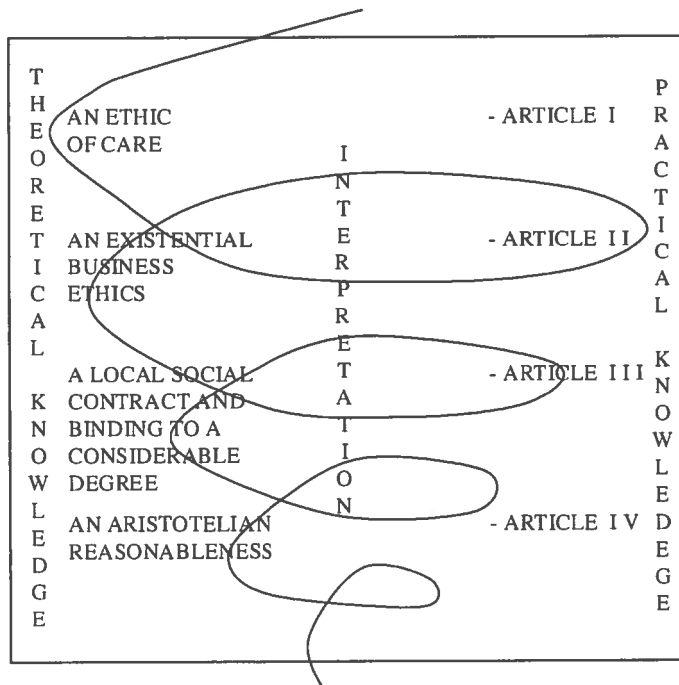 THEORETICAL KNOWLEDGE
AN ETHIC
OF CARE
- ARTICLE I
AN EXISTENTIAL
BUSINESS
ETHICS
- ARTICLE II
A LOCAL SOCIAL
CONTRACT AND
BINDING TO A
CONSIDERABLE
DEGREE
- ARTICLE III
AN ARISTOTELIAN
REASONABLENESS
- ARTICLE IV
INTERPRETATION
PRACTICAL KNOWLEDEGE